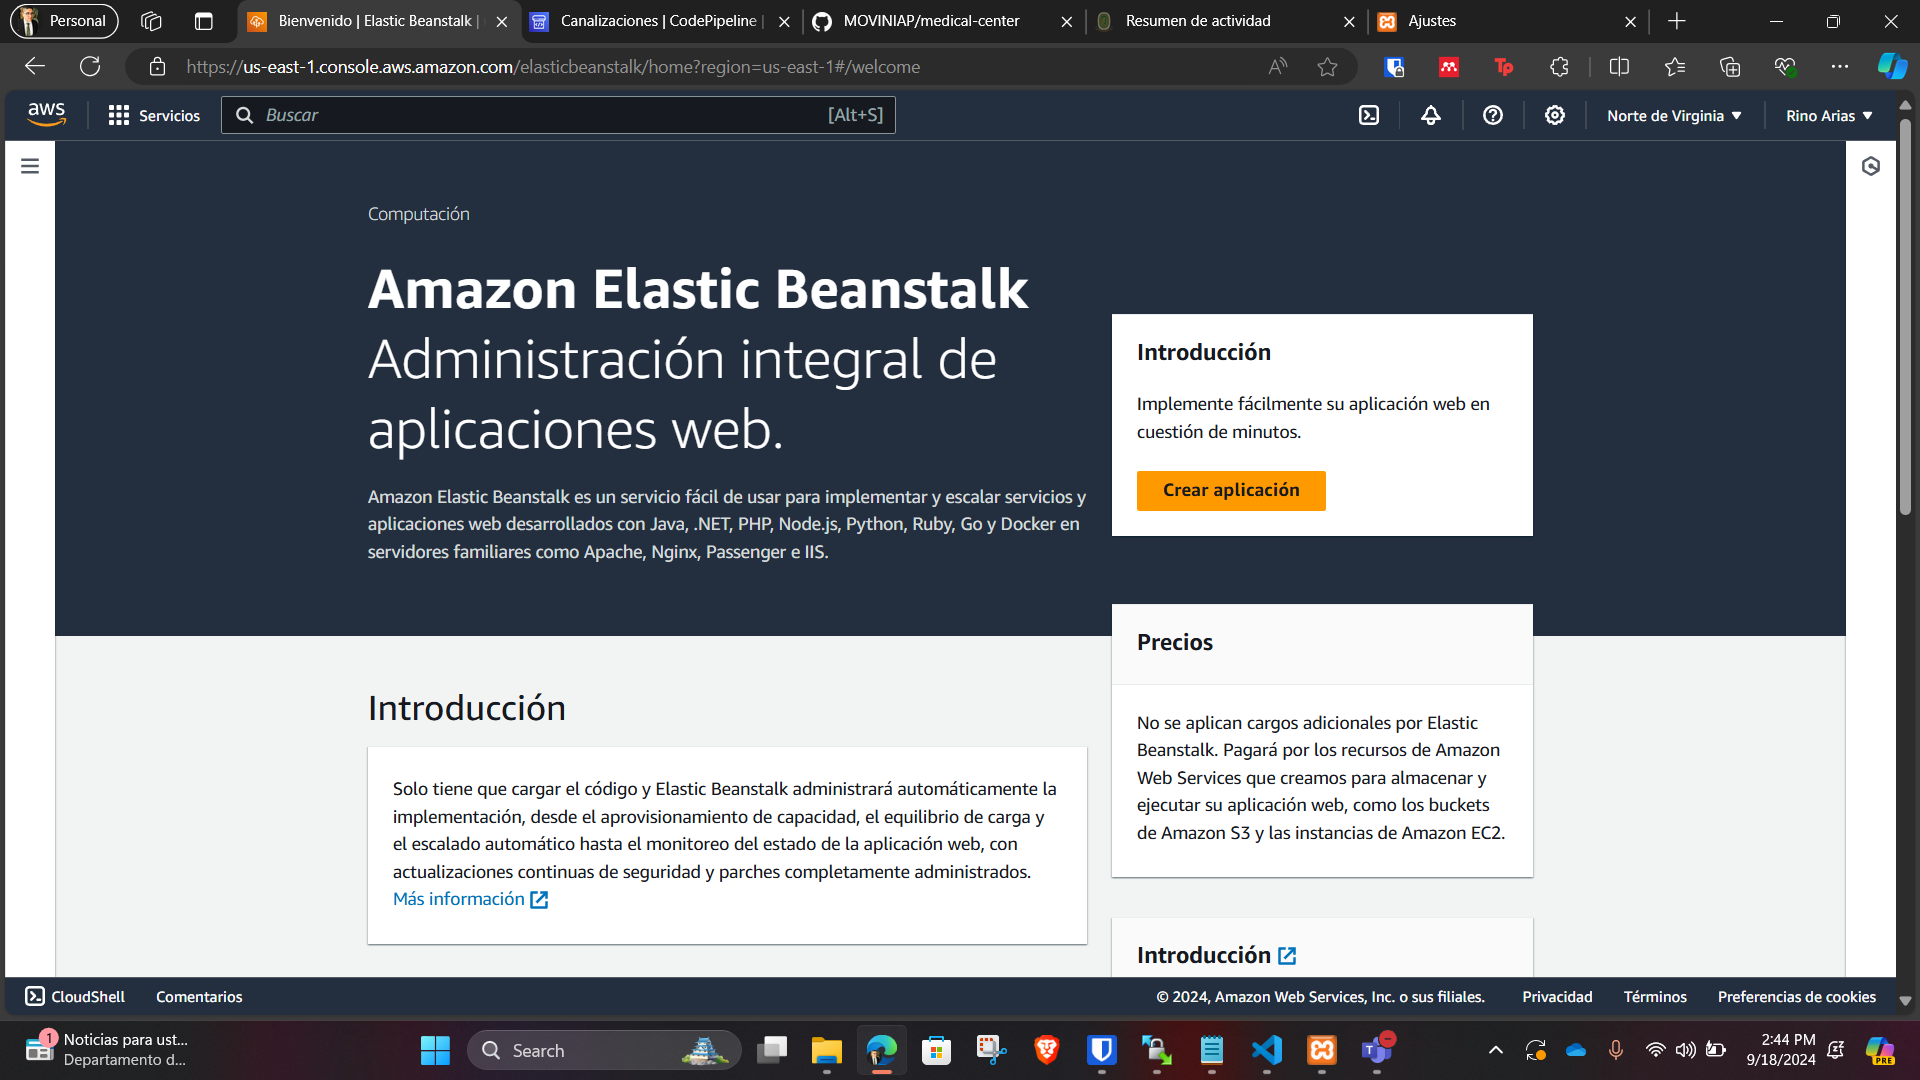 Personal
Bienvenido | Elastic Beanstalk |
Canalizaciones | CodePipeline |
MOVINIAP/medical-center
Resumen de actividad
Ajustes
https://us-east-1.console.aws.amazon.com/elasticbeanstalk/home?region=us-east-1#/welcome
aws
Servicios
Buscar
[Alt+S]
Norte de Virginia
Rino Arias
Computación
Amazon Elastic Beanstalk
Administración integral de
aplicaciones web.
Amazon Elastic Beanstalk es un servicio fácil de usar para implementar y escalar servicios y
aplicaciones web desarrollados con Java, .NET, PHP, Node.js, Python, Ruby, Go y Docker en
servidores familiares como Apache, Nginx, Passenger e IIS.
Introducción
Implemente fácilmente su aplicación web en
cuestión de minutos.
Crear aplicación
Precios
No se aplican cargos adicionales por Elastic
Beanstalk. Pagará por los recursos de Amazon
Web Services que creamos para almacenar y
ejecutar su aplicación web, como los buckets
de Amazon S3 y las instancias de Amazon EC2.
Introducción
Solo tiene que cargar el código y Elastic Beanstalk administrará automáticamente la
implementación, desde el aprovisionamiento de capacidad, el equilibrio de carga y
el escalado automático hasta el monitoreo del estado de la aplicación web, con
actualizaciones continuas de seguridad y parches completamente administrados.
Más información
Introducción
CloudShell
Comentarios
© 2024, Amazon Web Services, Inc. o sus filiales.
Privacidad
Términos
Preferencias de cookies
1
Noticias para ust...
Departamento d...
Search
2:44 PM
9/18/2024
PRE